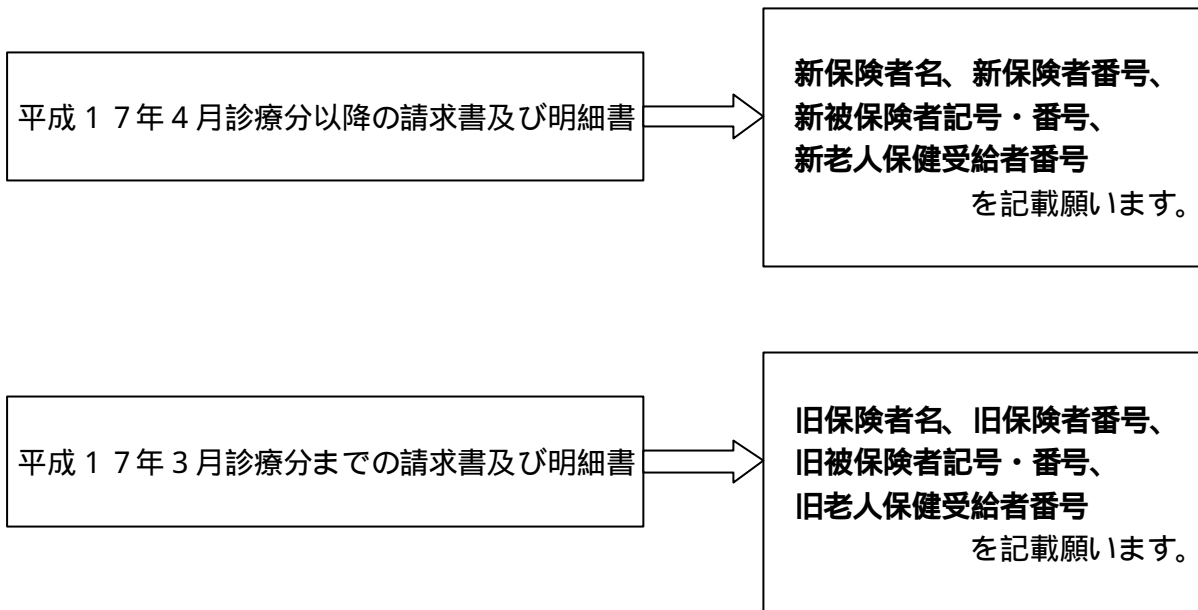 平成１７年４月診療分以降の請求書及び明細書
新保険者名、新保険者番号、
新被保険者記号・番号、
新老人保健受給者番号
を記載願います。
平成１７年３月診療分までの請求書及び明細書
旧保険者名、旧保険者番号、
旧被保険者記号・番号、
旧老人保健受給者番号
を記載願います。